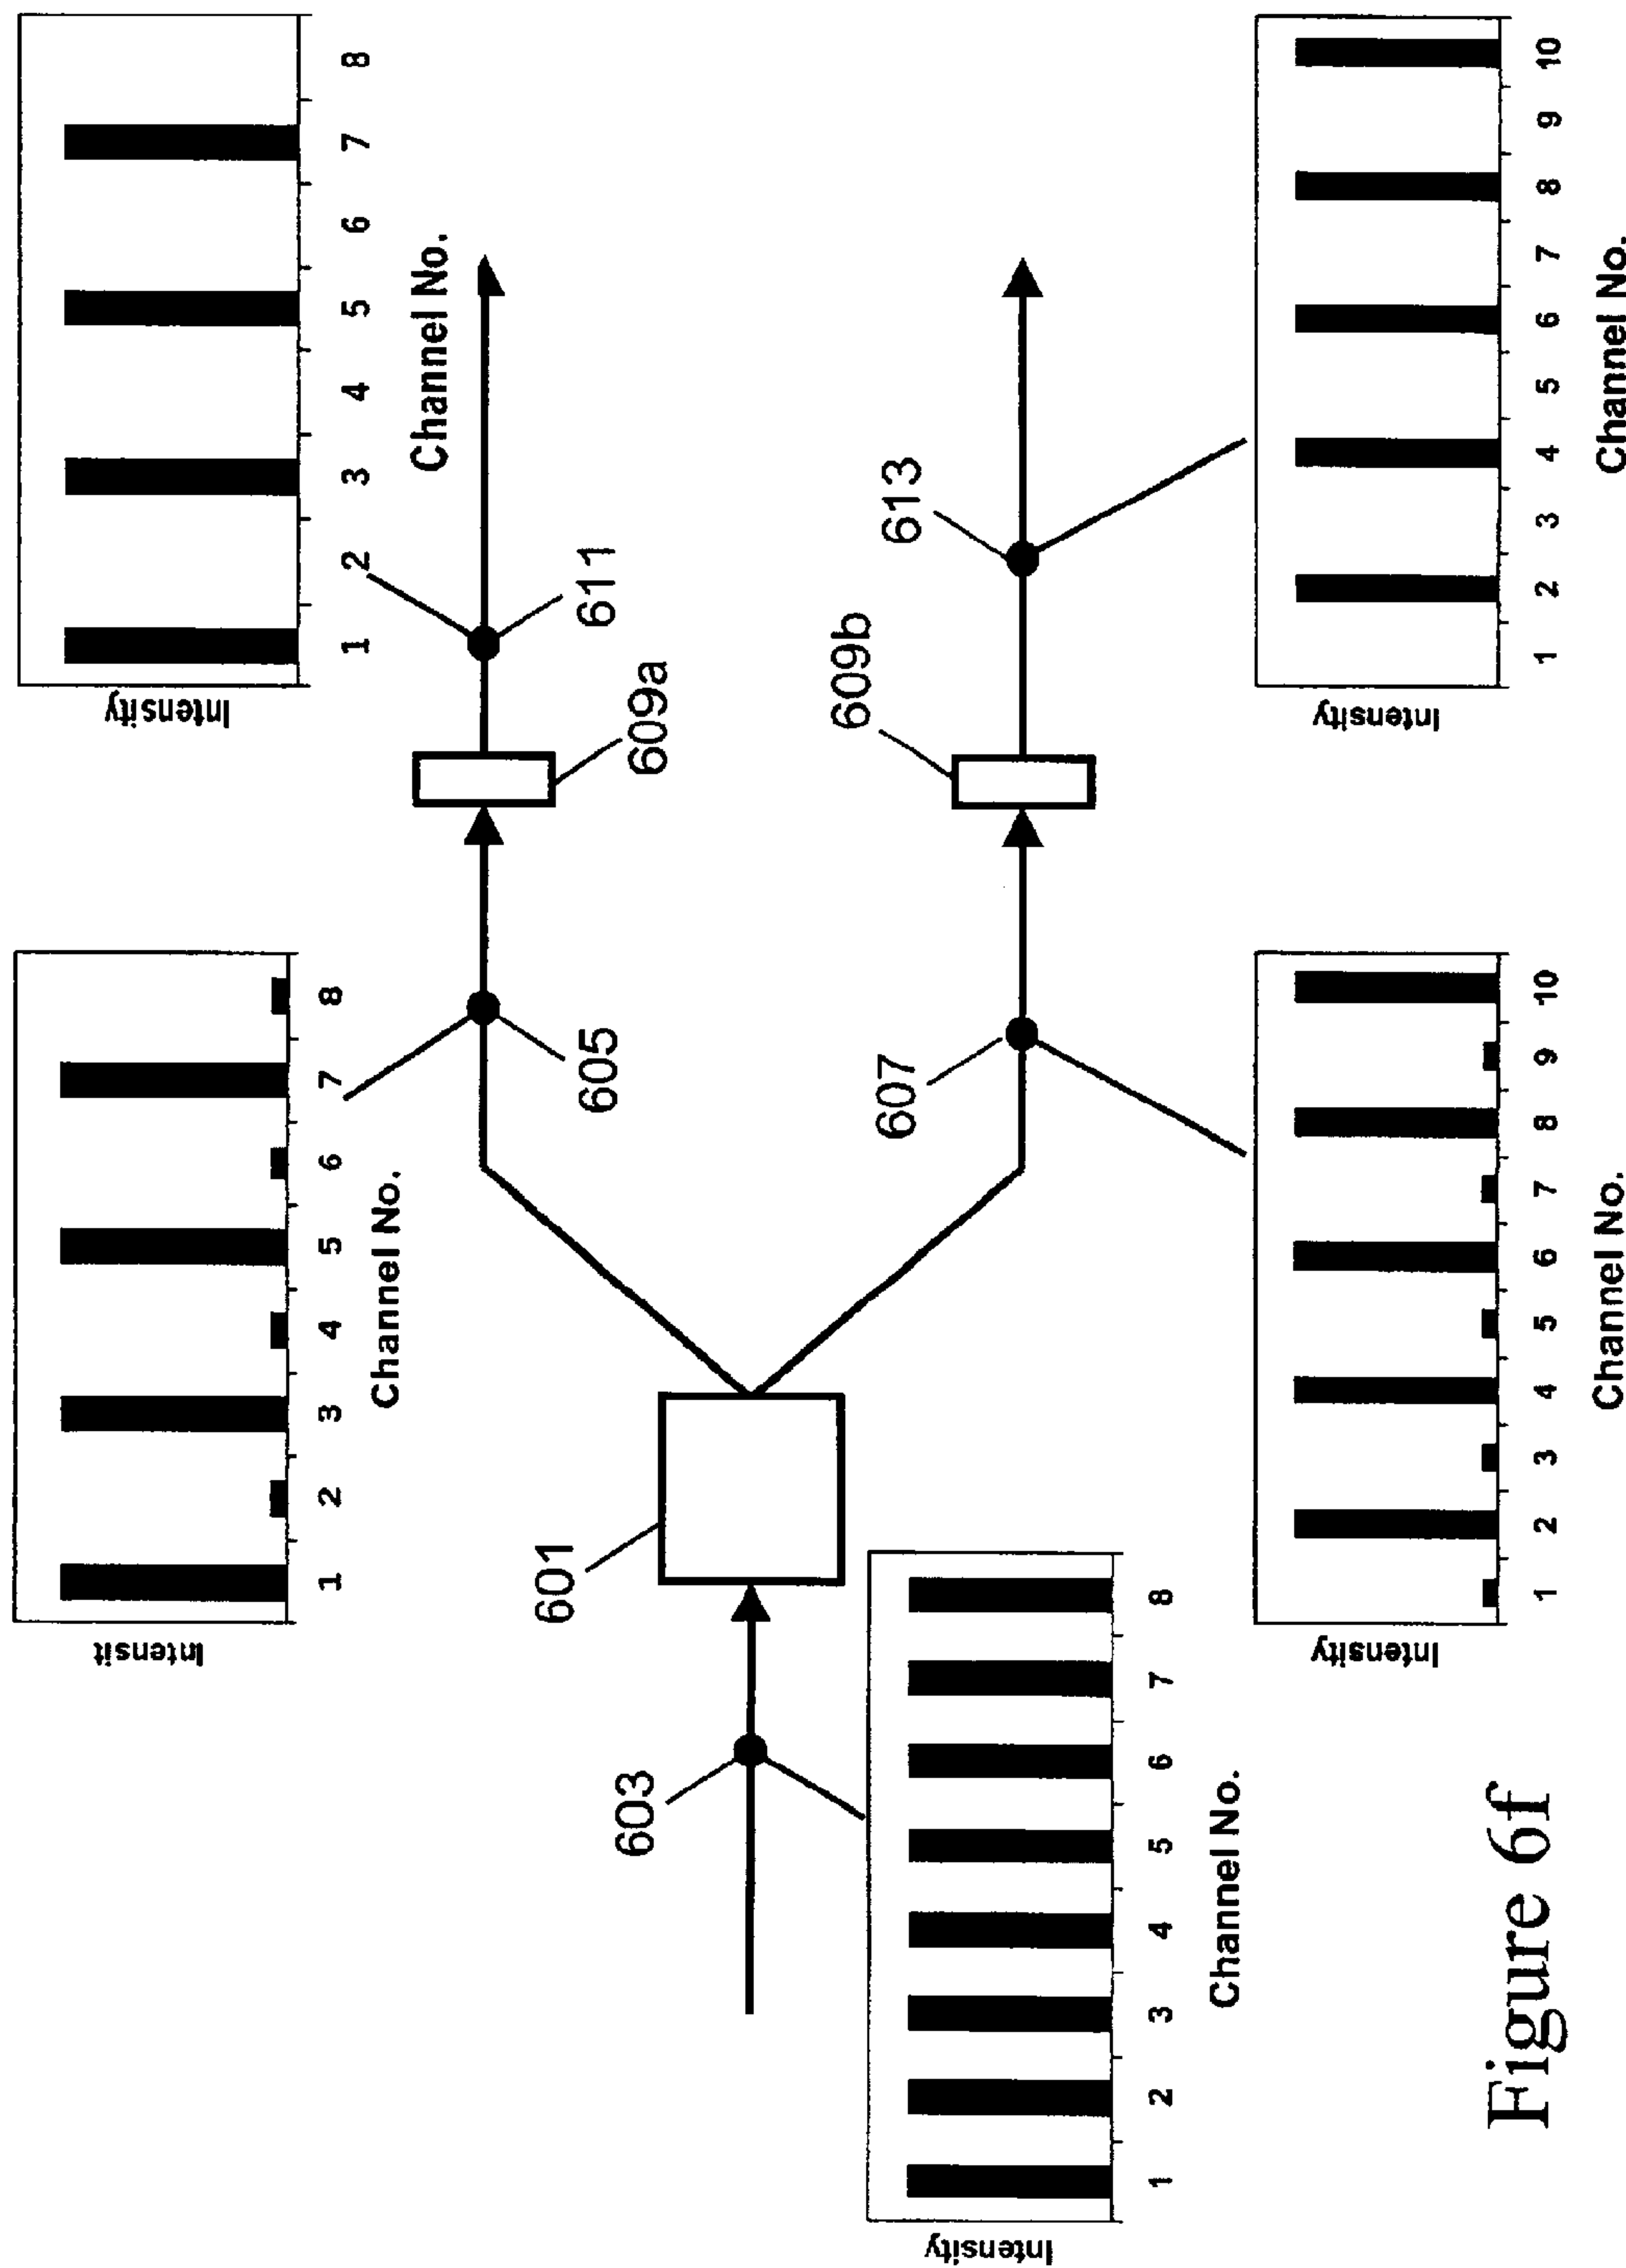 Intensit
1 2 3 4 5 6 7 8
Channel No.
Intensity
1 2 3 4 5 6 7 8
Channel No.
605
611
609a
601
603
Intensity
1 2 3 4 5 6 7 8
Channel No.
607
609b
613
Intensity
1 2 3 4 5 6 7 8 9 10
Channel No.
Intensity
1 2 3 4 5 6 7 8 9 10
Channel No.
Figure 6f